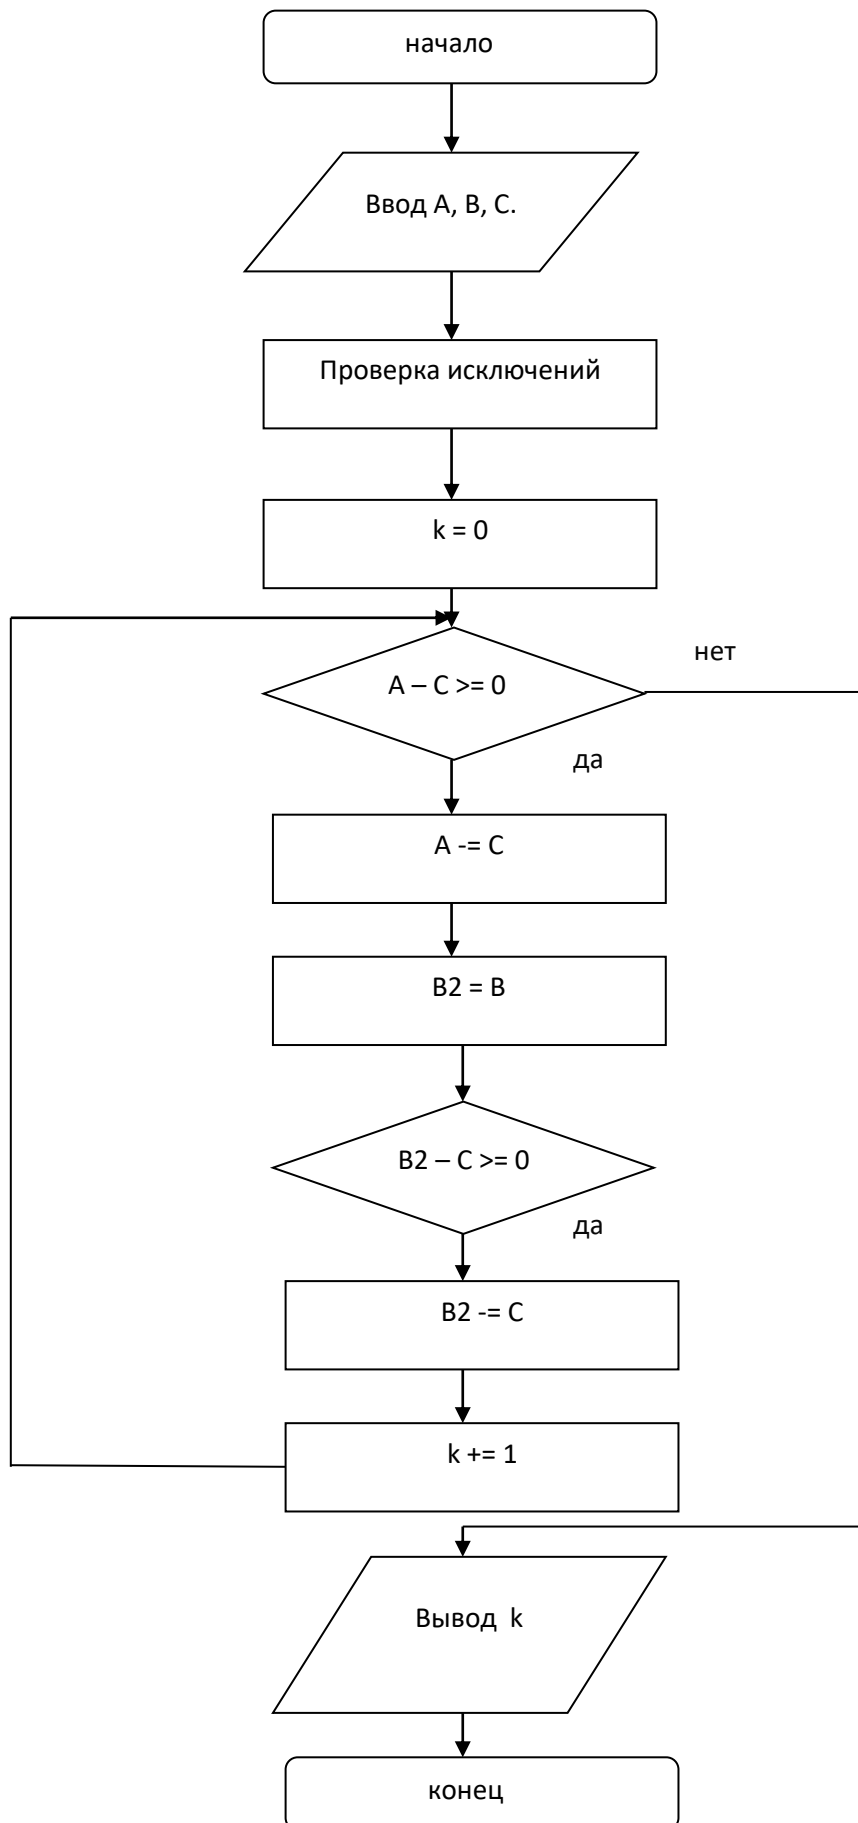 начало
Ввод А, В, С.
Проверка исключений
k = 0
нет
A – C >= 0
да
A -= C
B2 = B
B2 – C >= 0
да
B2 -= C
k += 1
Вывод k
конец